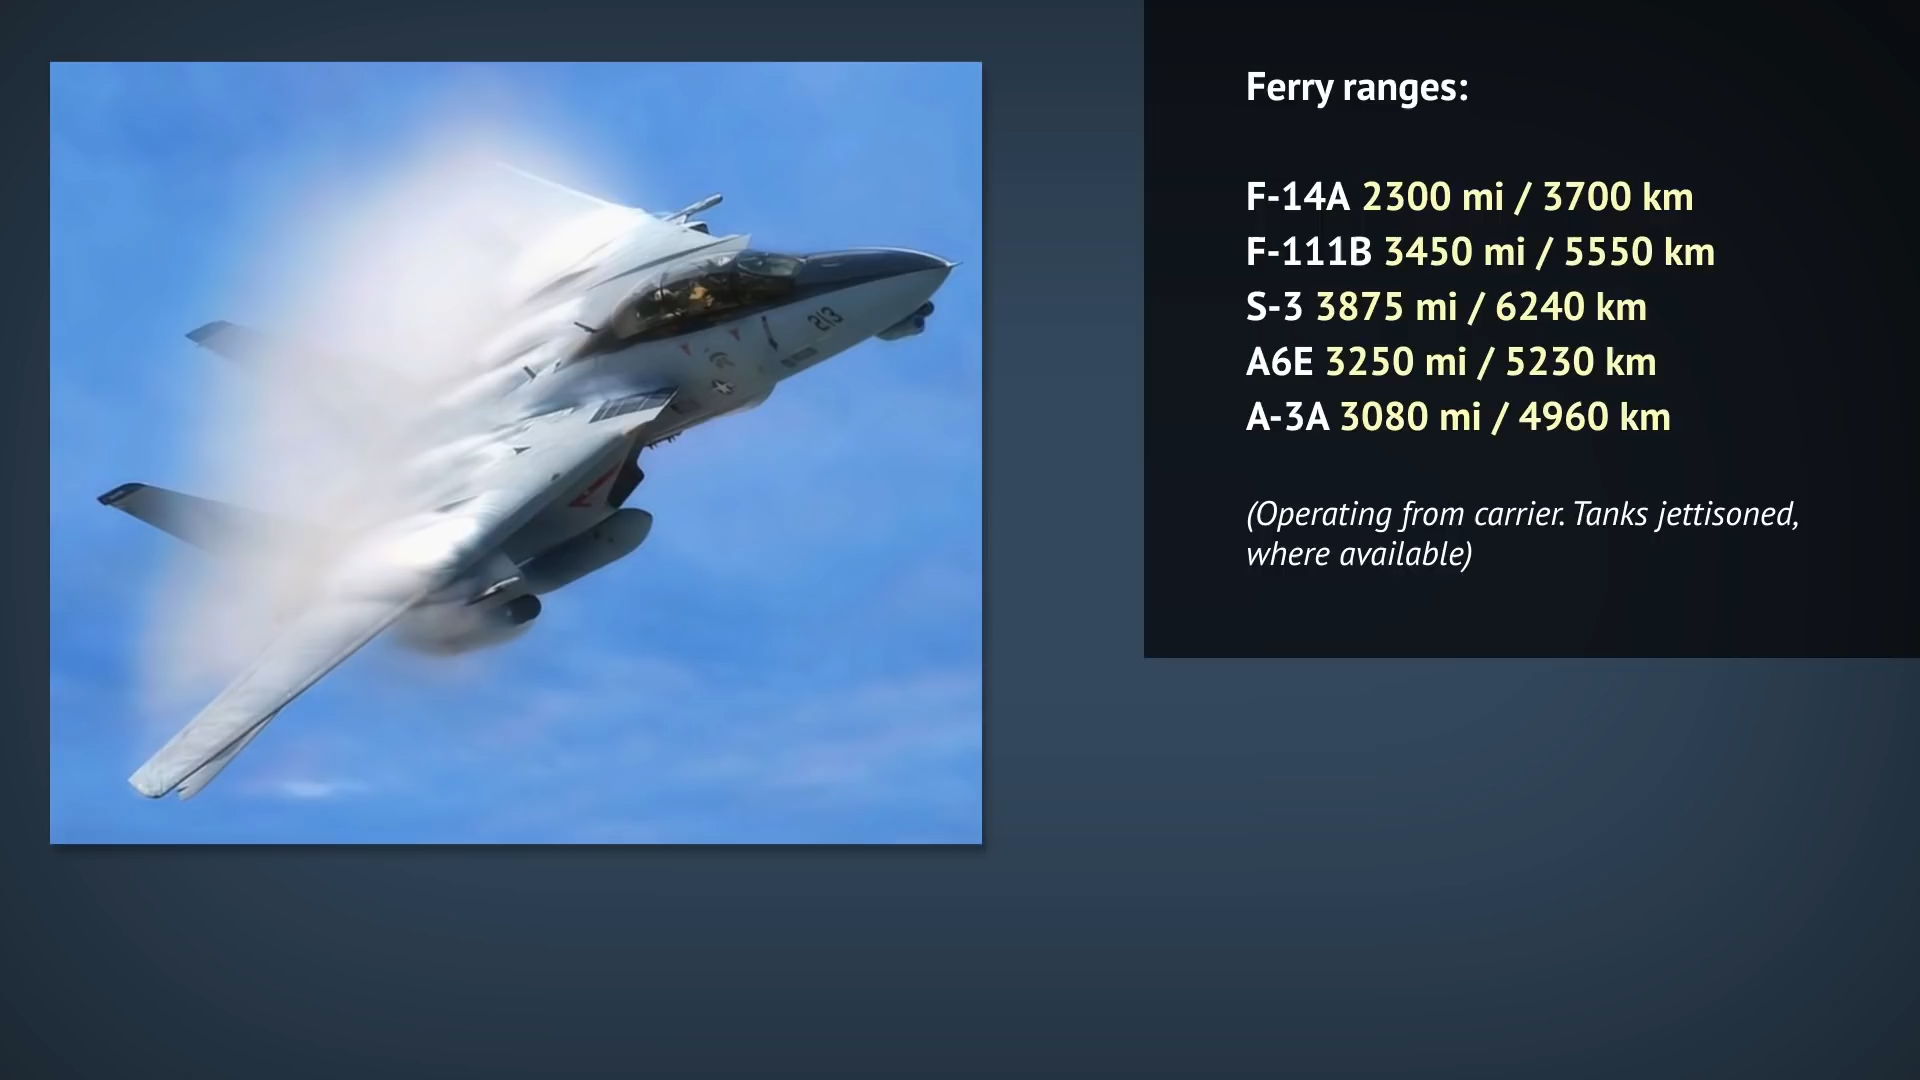 Ferry ranges:
F-14A 2300 mi / 3700 km
F-111B 3450 mi / 5550 km
S-3 3875 mi / 6240 km
A6E 3250 mi / 5230 km
A-3A 3080 mi / 4960 km
(Operating from carrier. Tanks jettisoned,
where available)
213